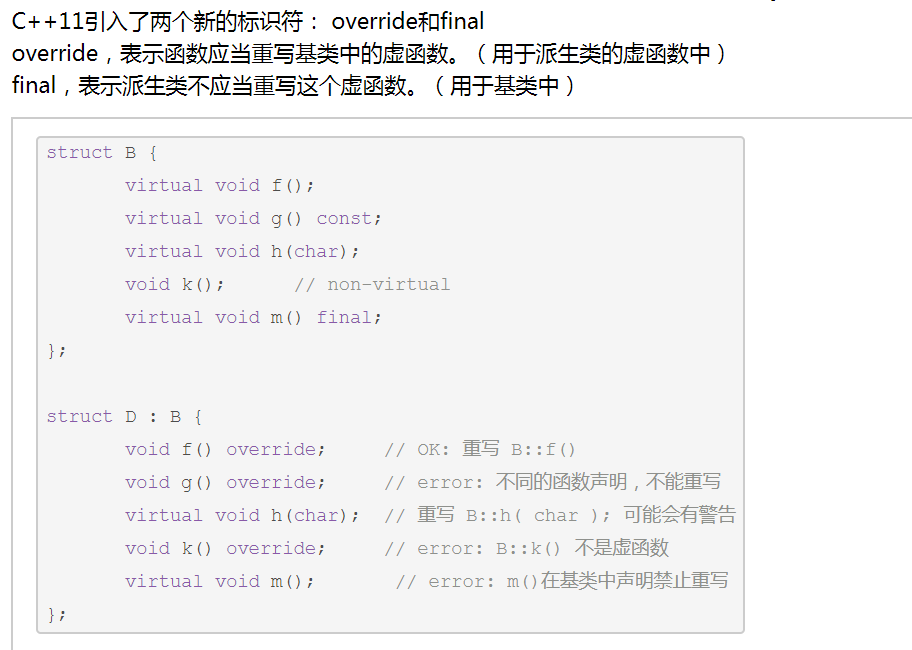 C++11引入了两个新的标识符： override和final
override，表示函数应当重写基类中的虚函数。（用于派生类的虚函数中）
final，表示派生类不应当重写这个虚函数。（用于基类中）
struct B {
       virtual void f();
       virtual void g() const;
       virtual void h(char);
       void k();      // non-virtual
       virtual void m() final;
};
struct D : B {
       void f() override;     // OK: 重写 B::f()
       void g() override;     // error: 不同的函数声明，不能重写
       virtual void h(char);  // 重写 B::h( char ); 可能会有警告
       void k() override;     // error: B::k() 不是虚函数
       virtual void m();       // error: m()在基类中声明禁止重写
};